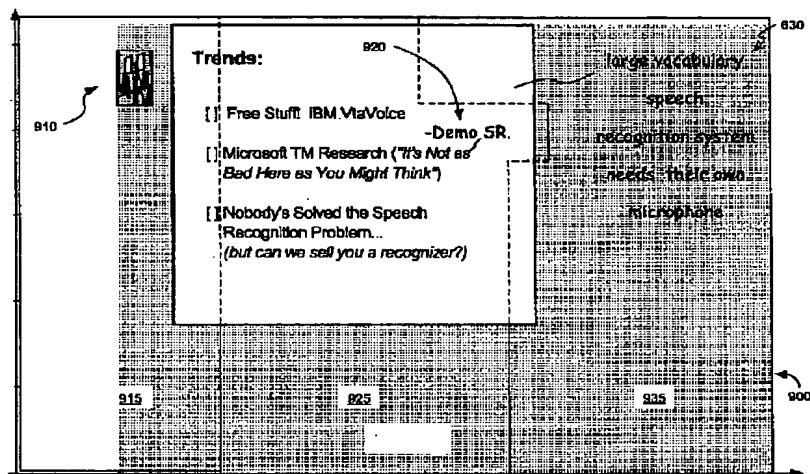 920
630
910
Trends:
[ ] Free Stuff! IBM ViaVoice
-Demo SR.
[ ] Microsoft TM Research ("It's Not as
Bad Here as You Might Think")
[ ] Nobody's Solved the Speech
Recognition Problem...
(but can we sell you a recognizer?)
large vocabulary
speech
recognition system
needs their own
microphone
915
925
935
900